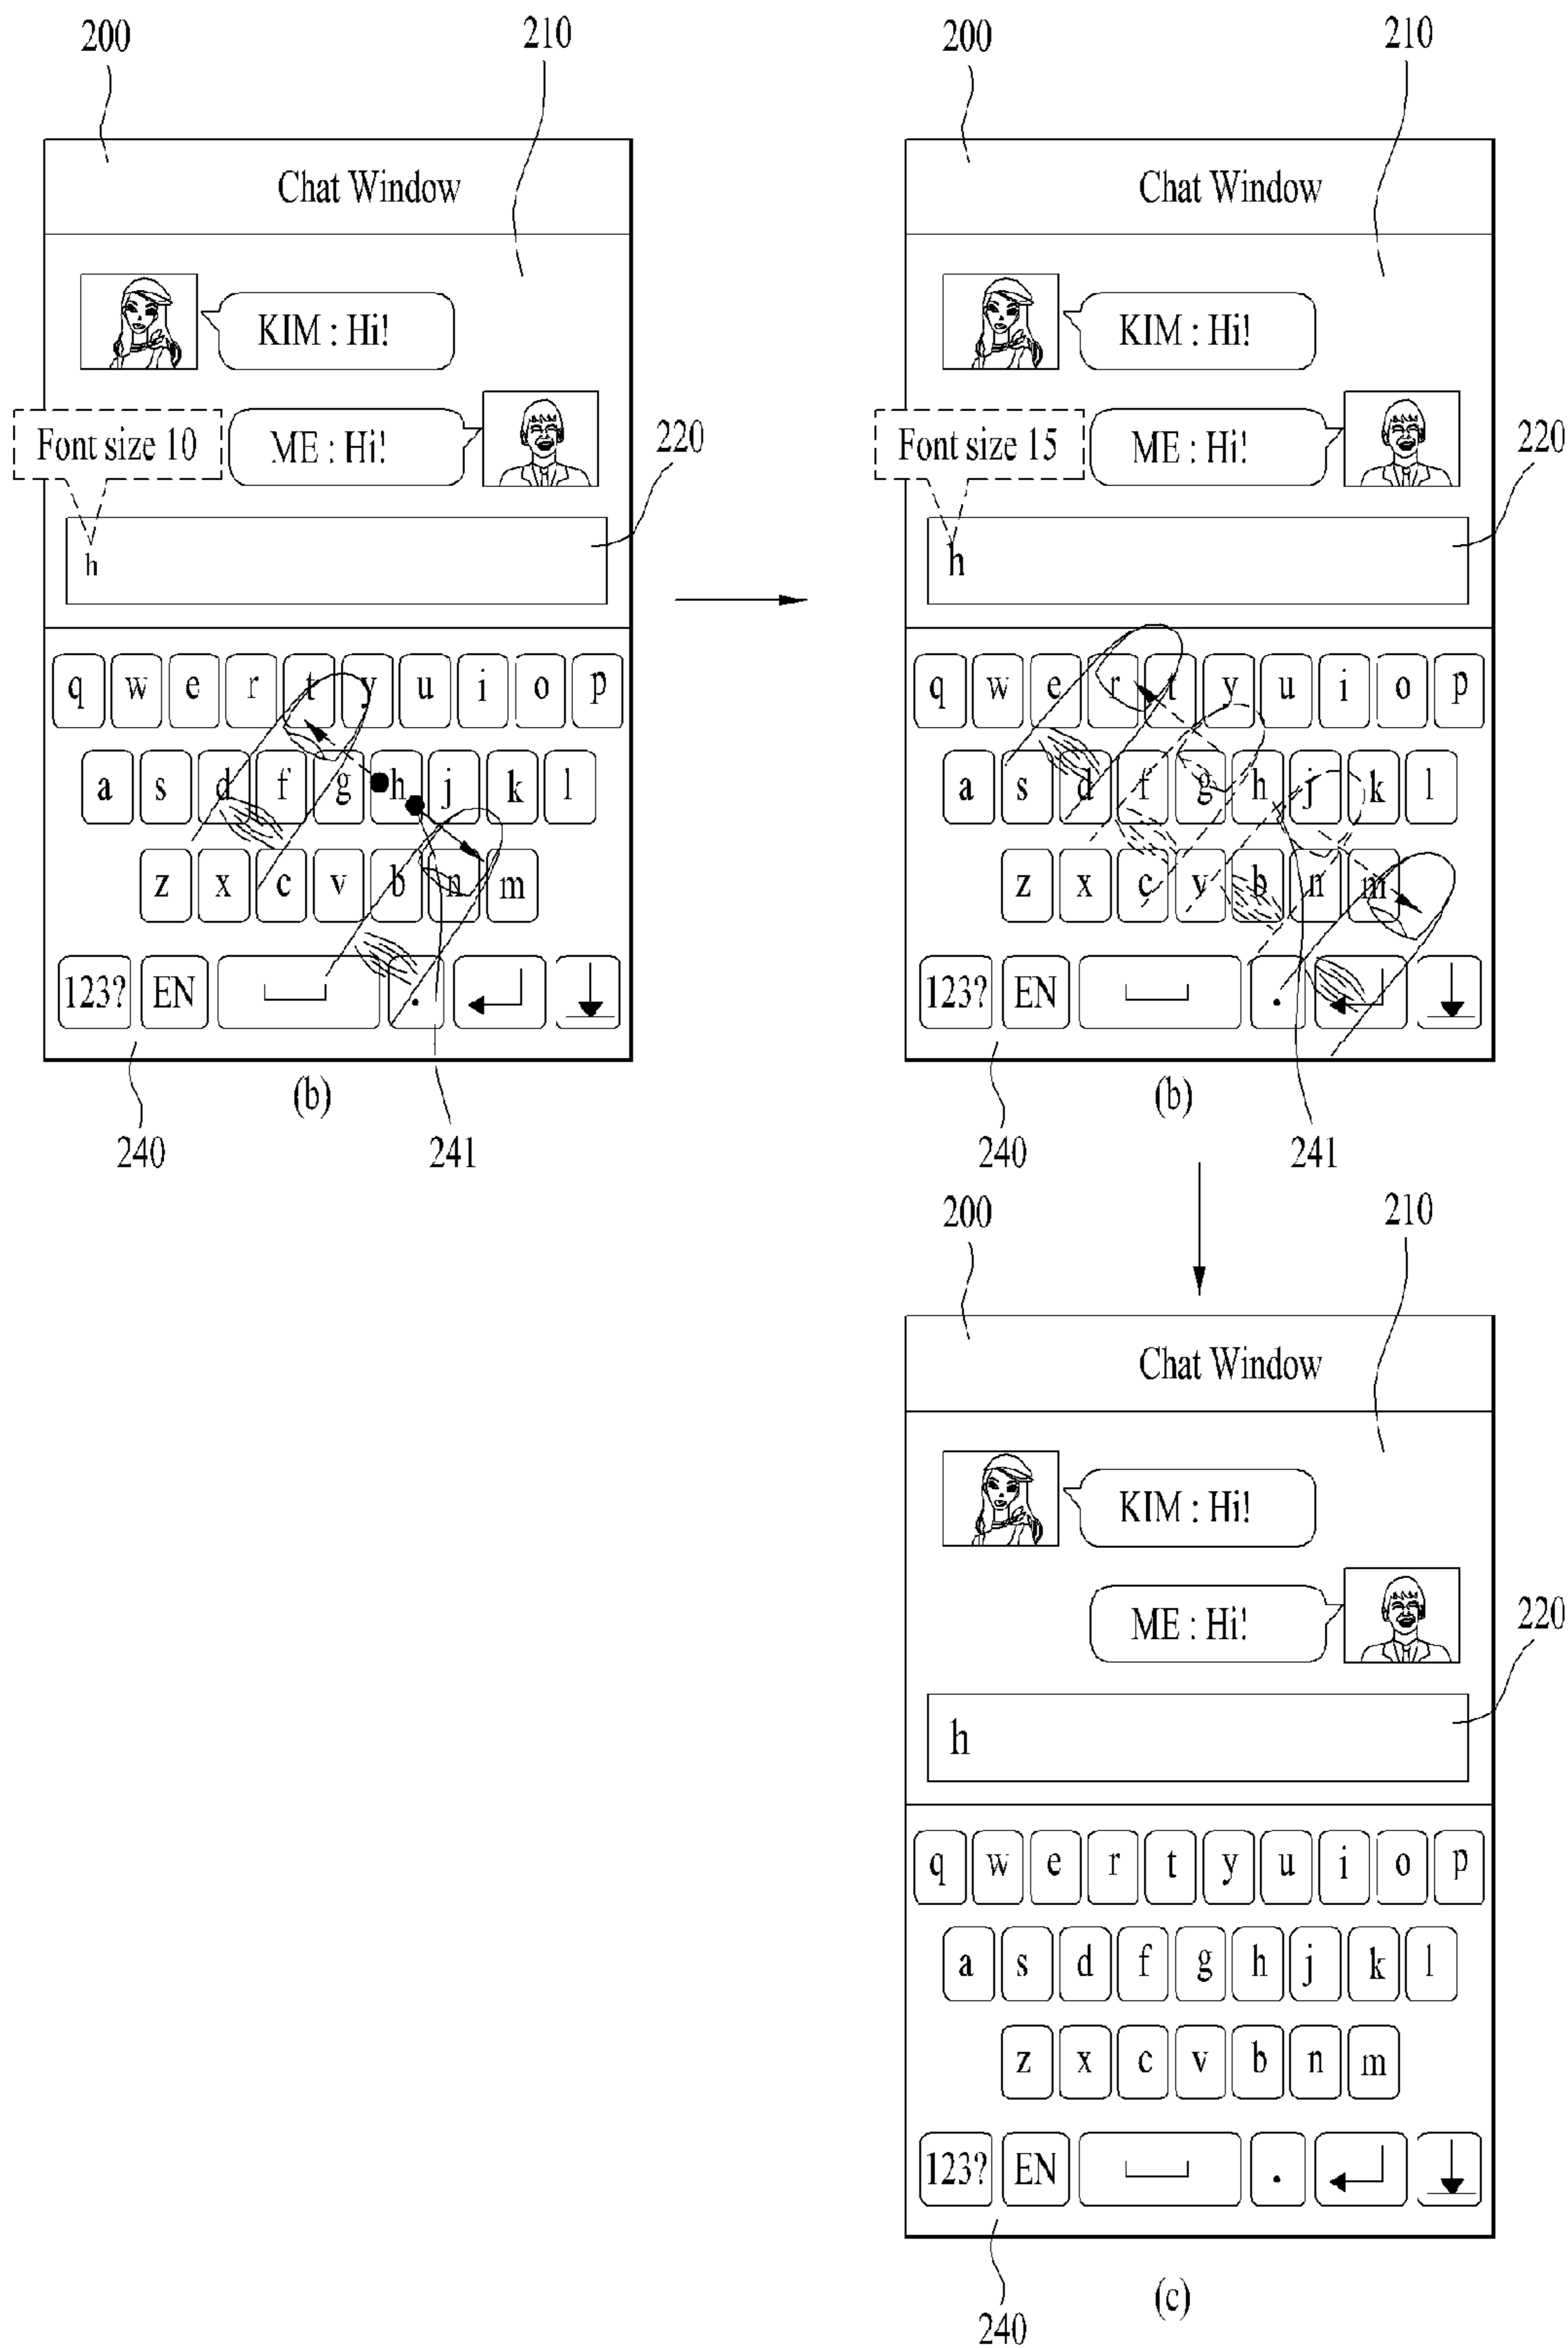 200 210
Chat Window
KIM : Hi!
Font size 10
ME : Hi!
220
h
q w e r t y u i o p
a s d f g h j k l
z x c v b n m
123? EN .
(b)
240 241
200 210
Chat Window
KIM : Hi!
Font size 15
ME : Hi!
220
h
q w e r t y u i o p
a s d f g h j k l
z x c v b n m
123? EN .
(b)
240 241
200 210
Chat Window
KIM : Hi!
ME : Hi!
220
h
q w e r t y u i o p
a s d f g h j k l
z x c v b n m
123? EN .
(c)
240